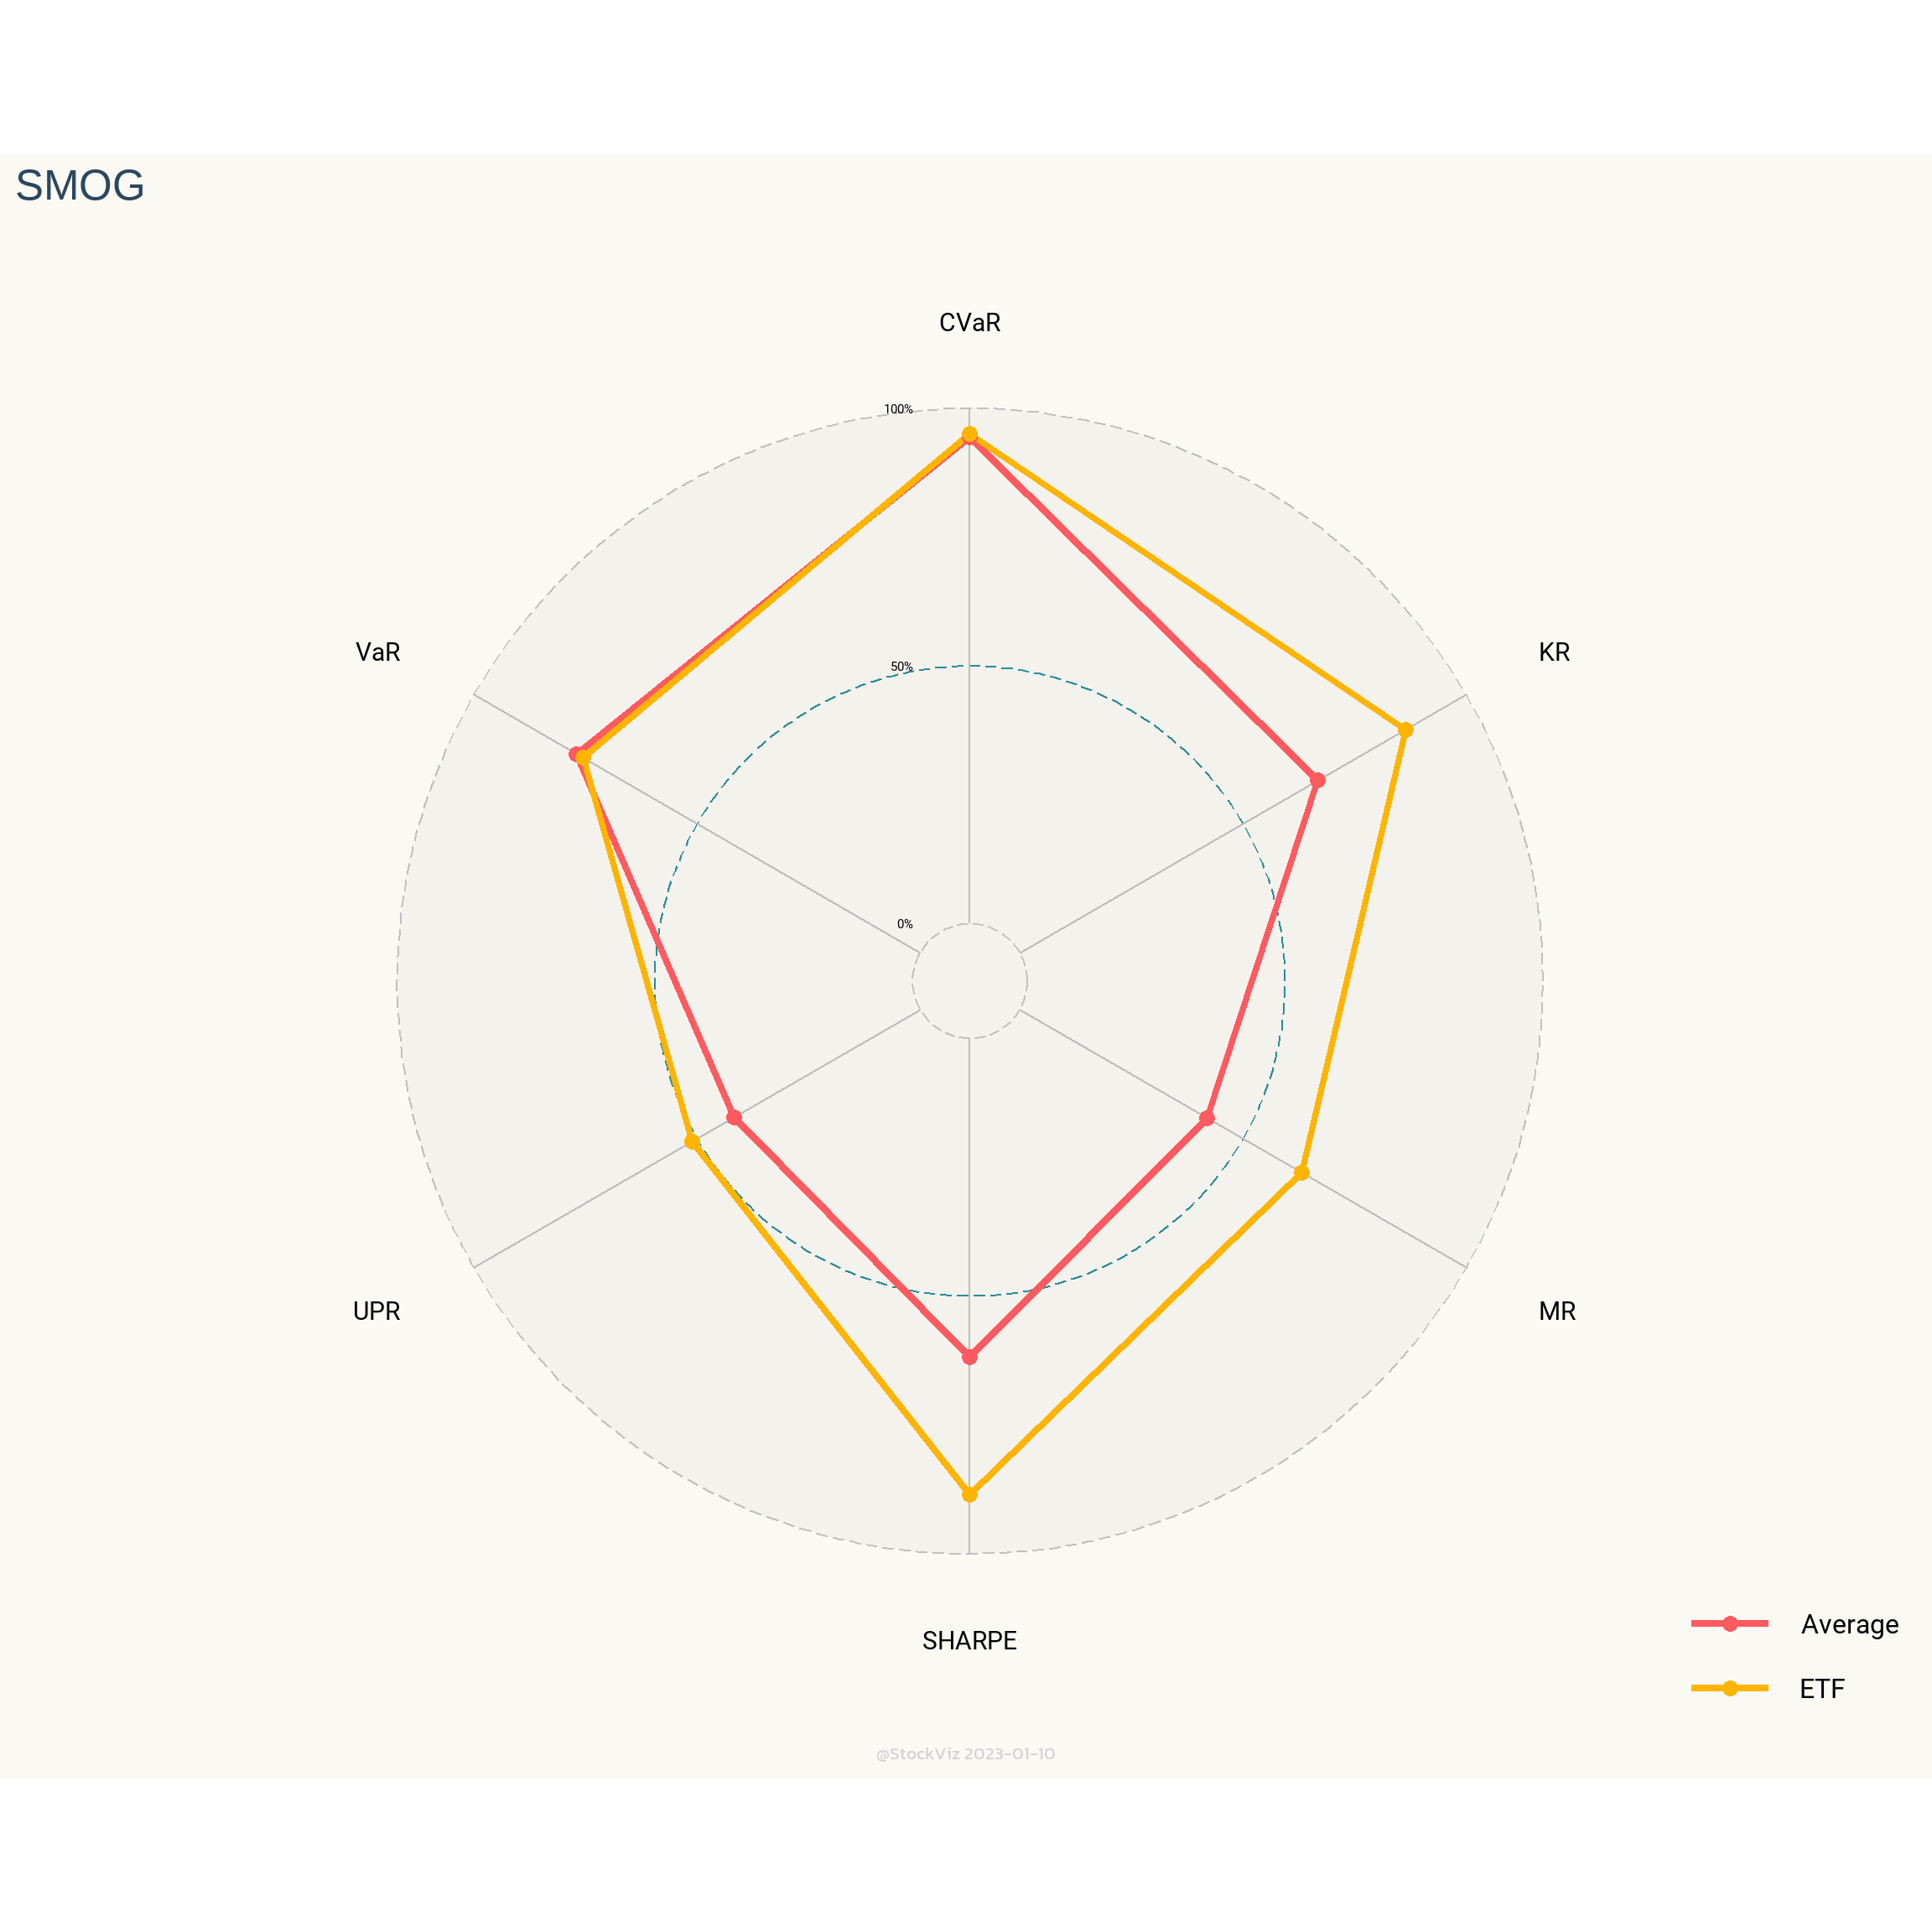 SMOG
CVaR
100%
VaR
KR
50%
0%
UPR
MR
SHARPE
Average
ETF
@StockViz 2023-01-10